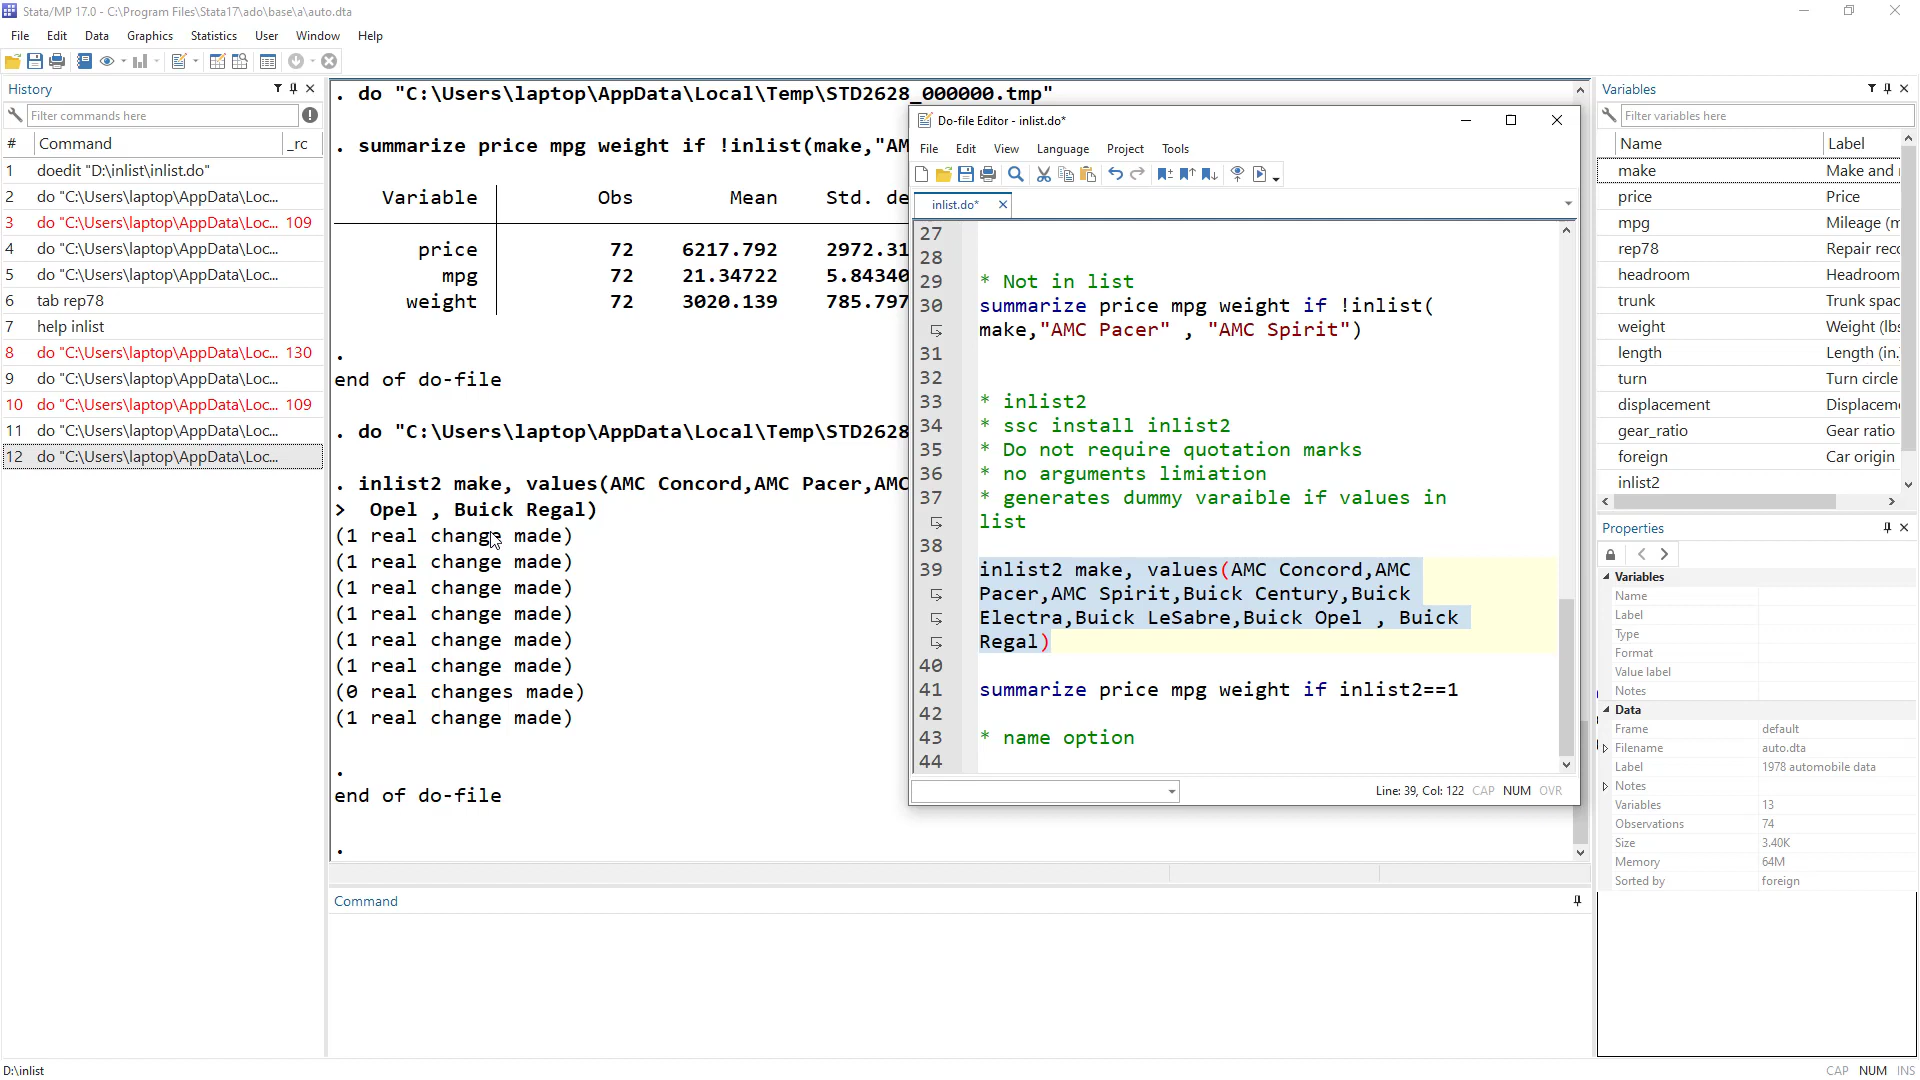 Stata/MP 17.0 - C:\Program Files\Stata17\ado\base\a\auto.dta
File Edit Data Graphics Statistics User Window Help
History
Filter commands here
# Command _rc
1 doedit "D:\inlist\inlist.do"
2 do "C:\Users\laptop\AppData\Loc...
3 do "C:\Users\laptop\AppData\Loc... 109
4 do "C:\Users\laptop\AppData\Loc...
5 do "C:\Users\laptop\AppData\Loc...
6 tab rep78
7 help inlist
8 do "C:\Users\laptop\AppData\Loc... 130
9 do "C:\Users\laptop\AppData\Loc...
10 do "C:\Users\laptop\AppData\Loc... 109
11 do "C:\Users\laptop\AppData\Loc...
12 do "C:\Users\laptop\AppData\Loc...
. do "C:\Users\laptop\AppData\Local\Temp\STD2628_000000.tmp"
. summarize price mpg weight if !inlist(make,"AM
Variable Obs Mean Std. de
price 72 6217.792 2972.31
mpg 72 21.34722 5.84340
weight 72 3020.139 785.797
.
end of do-file
. do "C:\Users\laptop\AppData\Local\Temp\STD2628
. inlist2 make, values(AMC Concord,AMC Pacer,AMC
> Opel , Buick Regal)
(1 real change made)
(1 real change made)
(1 real change made)
(1 real change made)
(1 real change made)
(1 real change made)
(0 real changes made)
(1 real change made)
.
end of do-file
.
Command
Do-file Editor - inlist.do*
File Edit View Language Project Tools
inlist.do*
27
28
29 * Not in list
30 summarize price mpg weight if !inlist(
make,"AMC Pacer" , "AMC Spirit")
31
32
33 * inlist2
34 * ssc install inlist2
35 * Do not require quotation marks
36 * no arguments limiation
37 * generates dummy varaible if values in
list
38
39 inlist2 make, values(AMC Concord,AMC
Pacer,AMC Spirit,Buick Century,Buick
Electra,Buick LeSabre,Buick Opel , Buick
Regal)
40
41 summarize price mpg weight if inlist2==1
42
43 * name option
44
Line: 39, Col: 122 CAP NUM OVR
Variables
Filter variables here
Name Label
make Make and
price Price
mpg Mileage (m
rep78 Repair reco
headroom Headroom
trunk Trunk spac
weight Weight (lbs
length Length (in.
turn Turn circle
displacement Displaceme
gear_ratio Gear ratio
foreign Car origin
inlist2
Properties
Variables
Name
Label
Type
Format
Value label
Notes
Data
Frame default
Filename auto.dta
Label 1978 automobile data
Notes
Variables 13
Observations 74
Size 3.40K
Memory 64M
Sorted by foreign
D:\inlist
CAP NUM INS